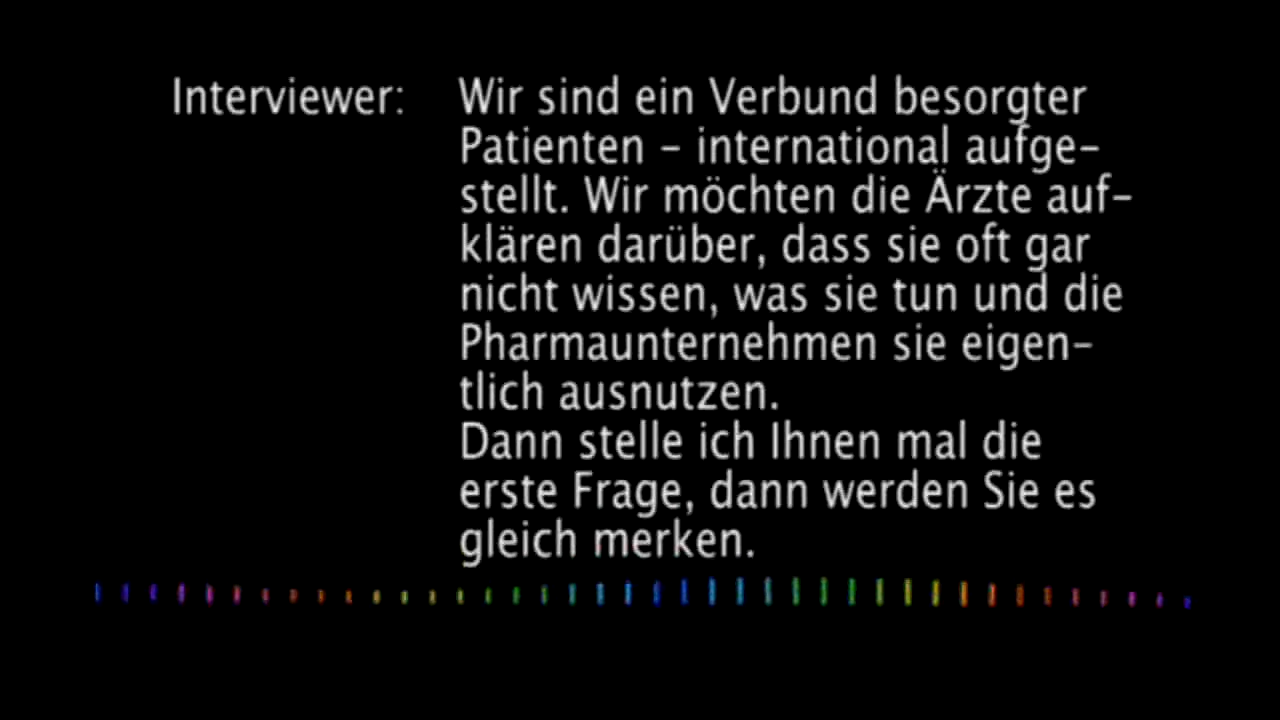 Interviewer: Wir sind ein Verbund besorgter
Patienten – international aufge–
stellt. Wir möchten die Ärzte auf–
klären darüber, dass sie oft gar
nicht wissen, was sie tun und die
Pharmaunternehmen sie eigen–
tlich ausnutzen.
Dann stelle ich Ihnen mal die
erste Frage, dann werden Sie es
gleich merken.